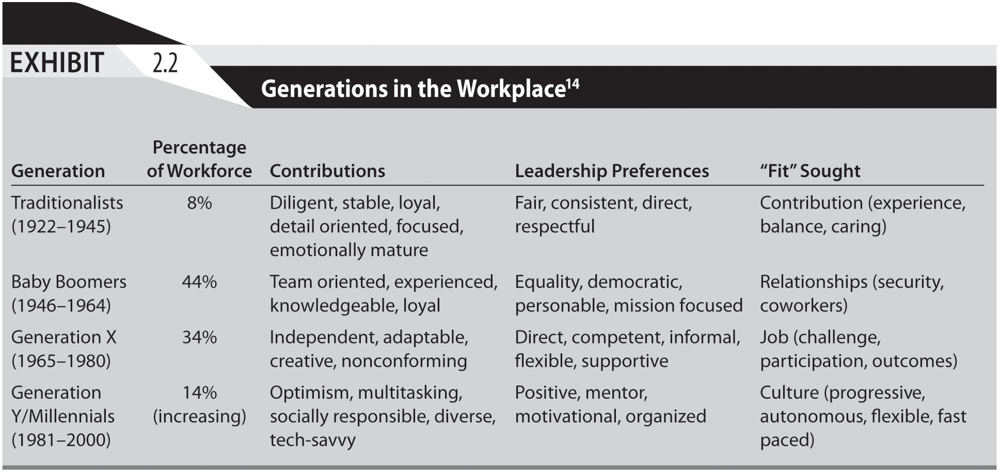 EXHIBIT 2.2
Generations in the Workplace14
Percentage
Generation of Workforce Contributions Leadership Preferences “Fit” Sought
Traditionalists 8% Diligent, stable, loyal, Fair, consistent, direct, Contribution (experience,
(1922–1945) detail oriented, focused, respectful balance, caring)
emotionally mature
Baby Boomers 44% Team oriented, experienced, Equality, democratic, Relationships (security,
(1946–1964) knowledgeable, loyal personable, mission focused coworkers)
Generation X 34% Independent, adaptable, Direct, competent, informal, Job (challenge,
(1965–1980) creative, nonconforming flexible, supportive participation, outcomes)
Generation 14% Optimism, multitasking, Positive, mentor, Culture (progressive,
Y/Millennials (increasing) socially responsible, diverse, motivational, organized autonomous, flexible, fast
(1981–2000) tech-savvy paced)